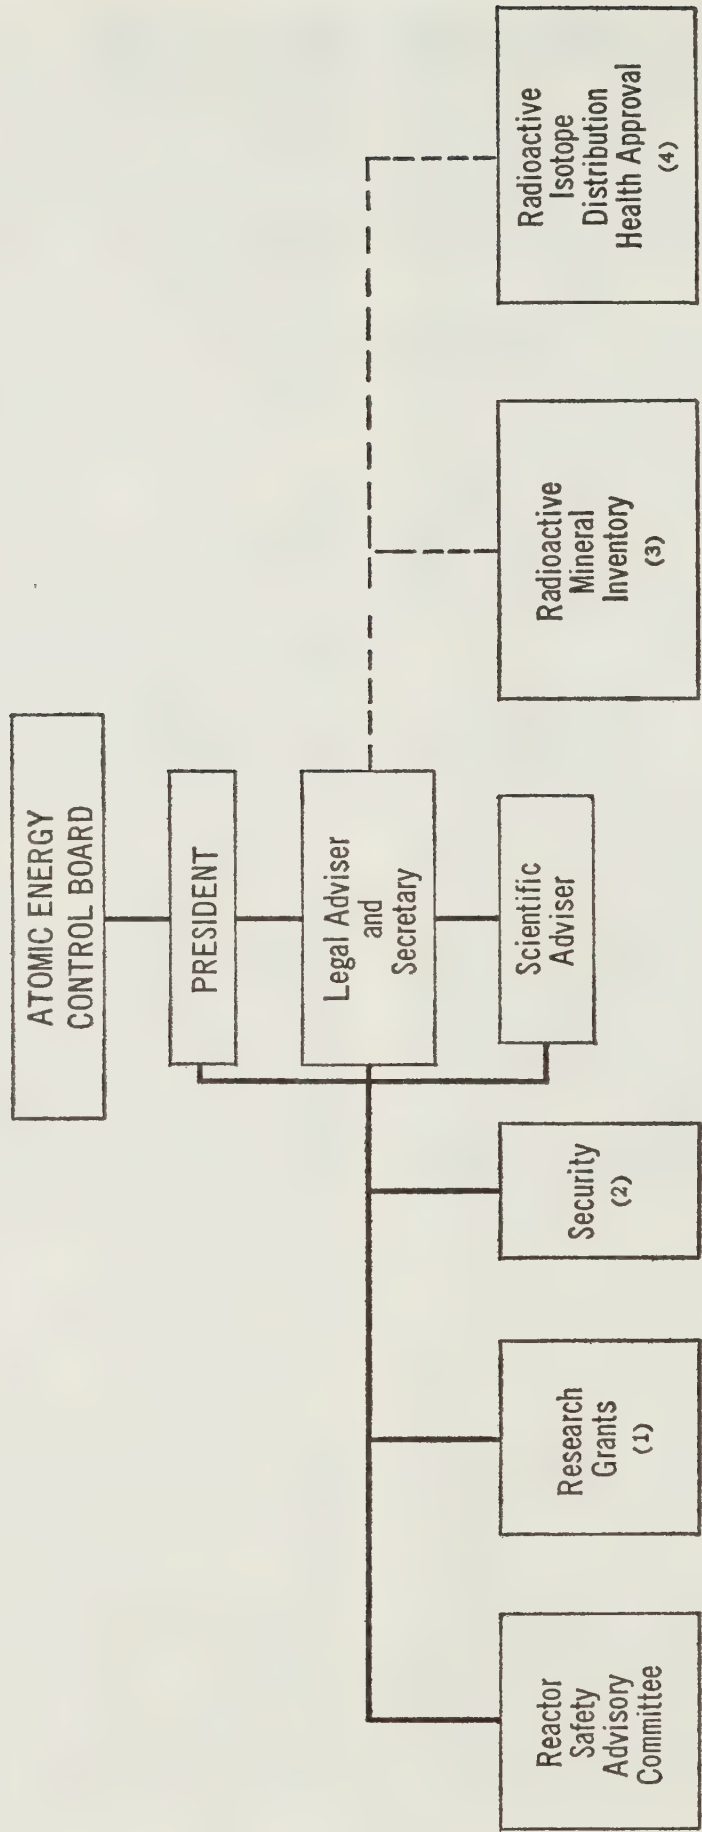 ATOMIC ENERGY
CONTROL BOARD
PRESIDENT
Legal Adviser
and
Secretary
Scientific
Adviser
Reactor
Safety
Advisory
Committee
Research
Grants
(1)
Security
(2)
Radioactive
Mineral
Inventory
(3)
Radioactive
Isotope
Distribution
Health Approval
(4)